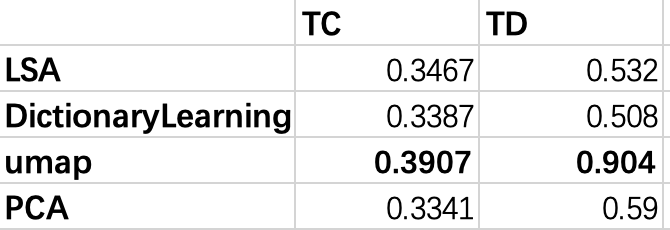 TC TD
LSA 0.3467 0.532
DictionaryLearning 0.3387 0.508
umap 0.3907 0.904
PCA 0.3341 0.59